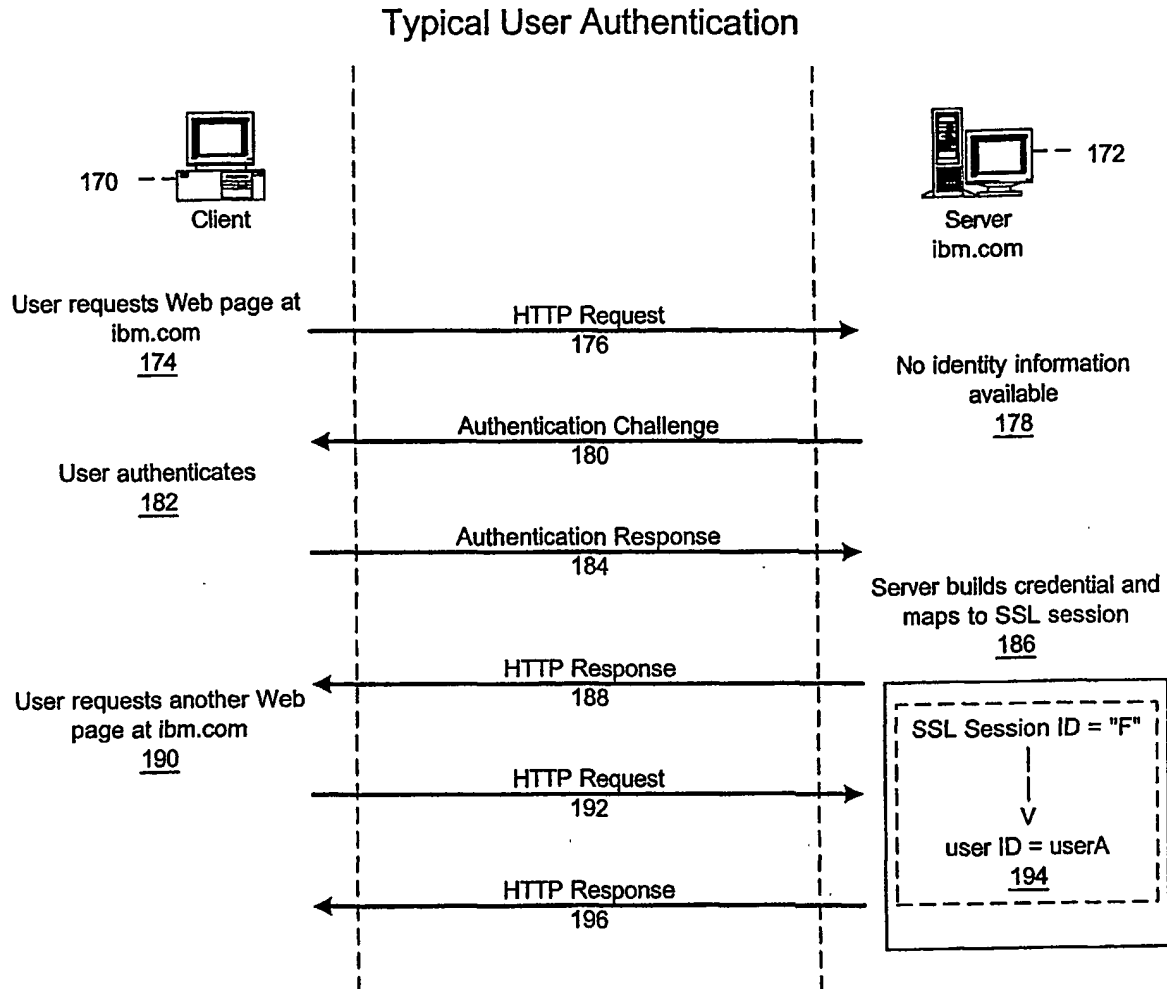 Typical User Authentication
170
Client
172
Server
ibm.com
User requests Web page at
ibm.com
174
HTTP Request
176
No identity information
available
178
Authentication Challenge
180
User authenticates
182
Authentication Response
184
Server builds credential and
maps to SSL session
186
HTTP Response
188
User requests another Web
page at ibm.com
190
SSL Session ID = "F"
HTTP Request
192
V
user ID = userA
194
HTTP Response
196